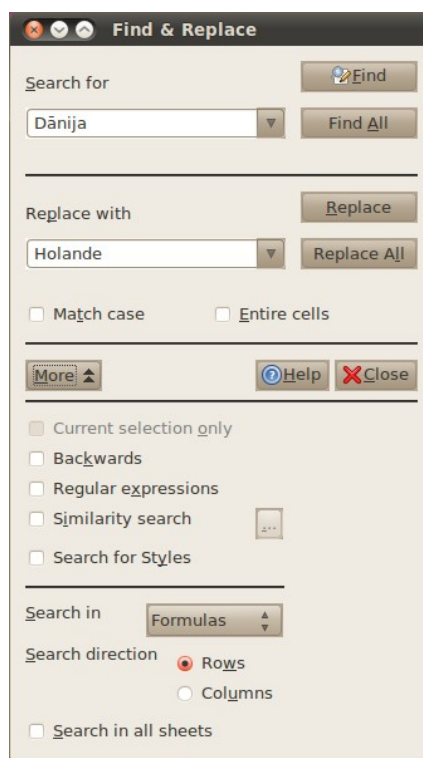 Find & Replace
Search for
Find
Dānija
Find All
Replace with
Replace
Holande
Replace All
Match case
Entire cells
More
Help
Close
Current selection only
Backwards
Regular expressions
Similarity search
...
Search for Styles
Search in
Formulas
Search direction
Rows
Columns
Search in all sheets